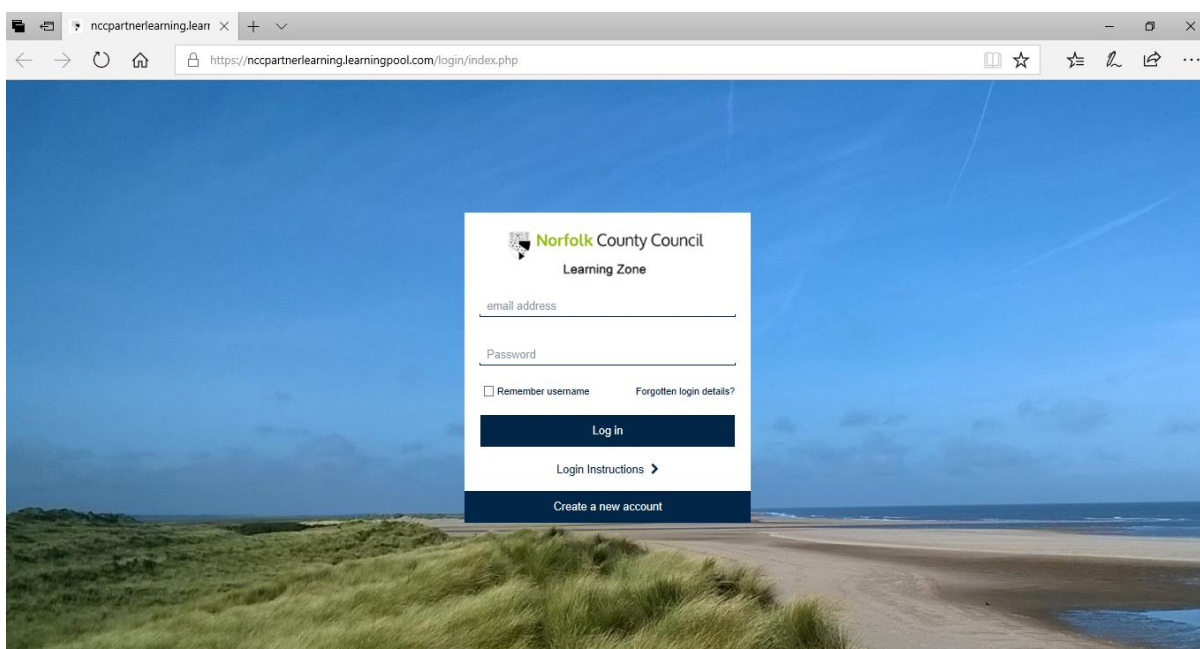 nccpartnerlearning.learr
https://nccpartnerlearning.learningpool.com/login/index.php
Norfolk County Council
Learning Zone
email address
Password
Remember username Forgotten login details?
Log in
Login Instructions
Create a new account